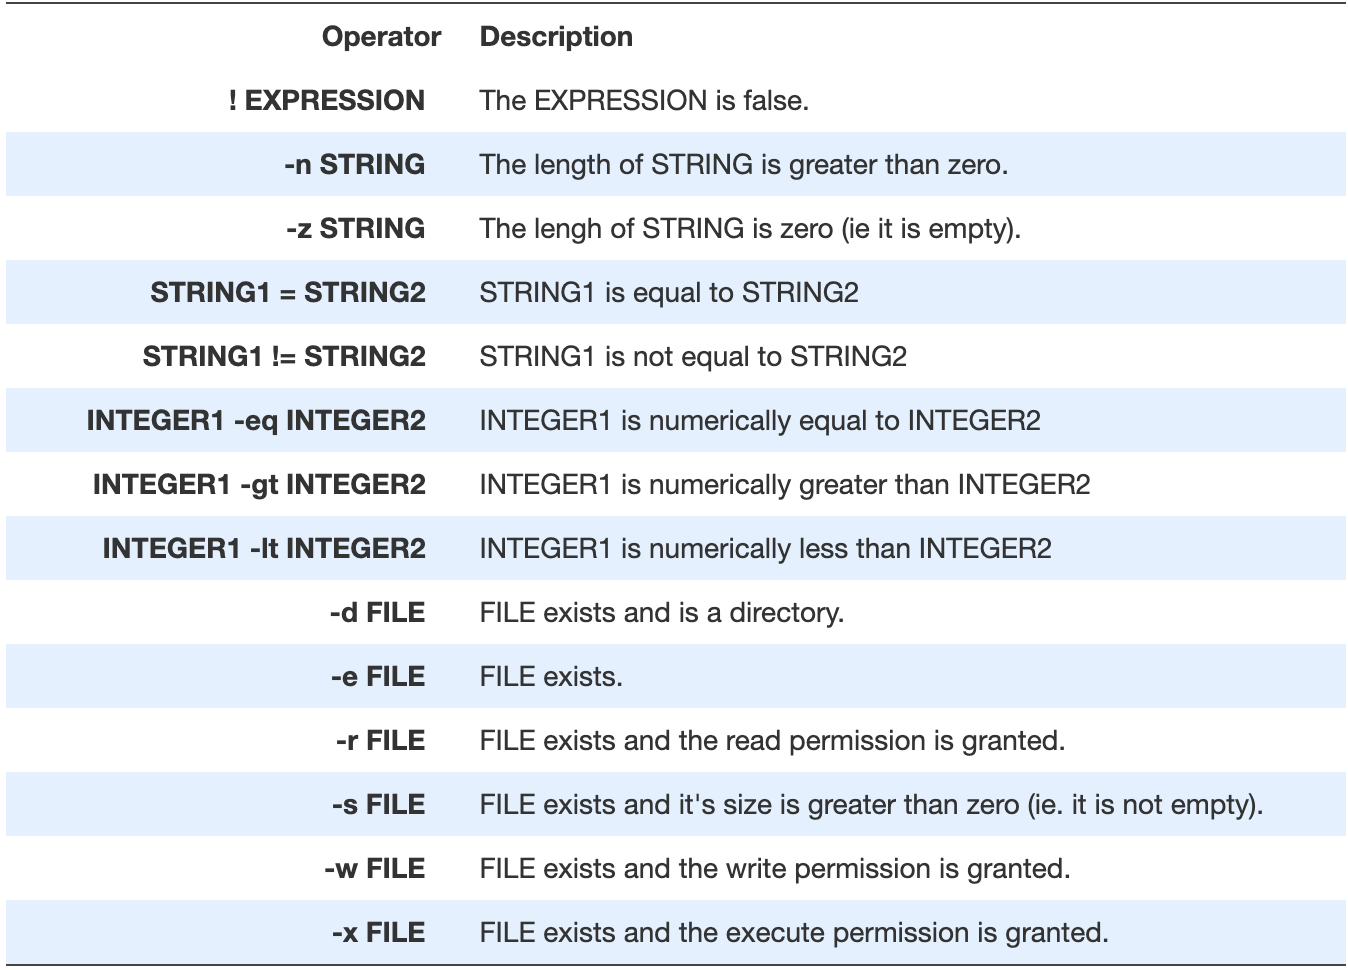 Operator Description
! EXPRESSION The EXPRESSION is false.
-n STRING The length of STRING is greater than zero.
-z STRING The lengh of STRING is zero (ie it is empty).
STRING1 = STRING2 STRING1 is equal to STRING2
STRING1 != STRING2 STRING1 is not equal to STRING2
INTEGER1 -eq INTEGER2 INTEGER1 is numerically equal to INTEGER2
INTEGER1 -gt INTEGER2 INTEGER1 is numerically greater than INTEGER2
INTEGER1 -lt INTEGER2 INTEGER1 is numerically less than INTEGER2
-d FILE FILE exists and is a directory.
-e FILE FILE exists.
-r FILE FILE exists and the read permission is granted.
-s FILE FILE exists and it's size is greater than zero (ie. it is not empty).
-w FILE FILE exists and the write permission is granted.
-x FILE FILE exists and the execute permission is granted.